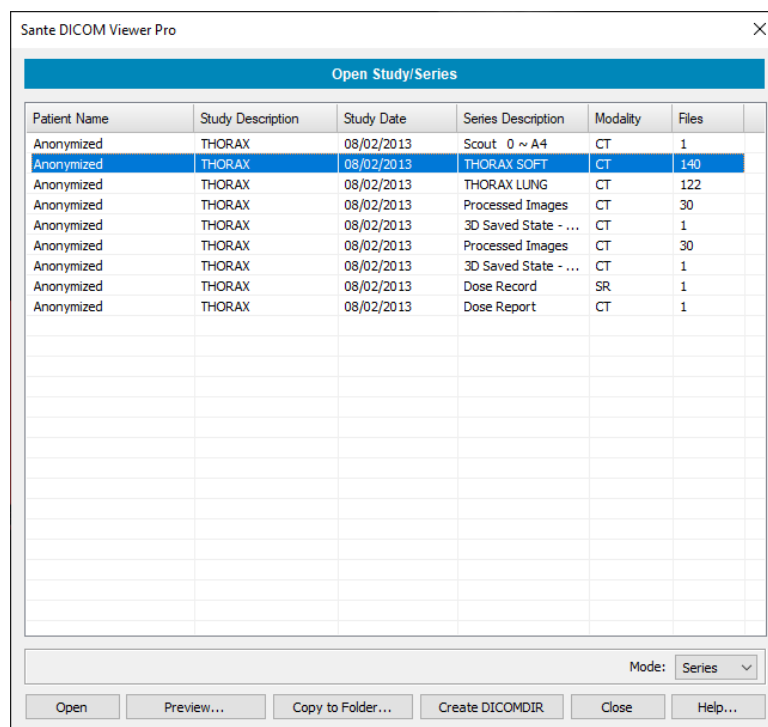 Sante DICOM Viewer Pro
Open Study/Series
Patient Name Study Description Study Date Series Description Modality Files
Anonymized THORAX 08/02/2013 Scout 0 ~ A4 CT 1
Anonymized THORAX 08/02/2013 THORAX SOFT CT 140
Anonymized THORAX 08/02/2013 THORAX LUNG CT 122
Anonymized THORAX 08/02/2013 Processed Images CT 30
Anonymized THORAX 08/02/2013 3D Saved State - ... CT 1
Anonymized THORAX 08/02/2013 Processed Images CT 30
Anonymized THORAX 08/02/2013 3D Saved State - ... CT 1
Anonymized THORAX 08/02/2013 Dose Record SR 1
Anonymized THORAX 08/02/2013 Dose Report CT 1
Mode: Series
Open Preview... Copy to Folder... Create DICOMDIR Close Help...